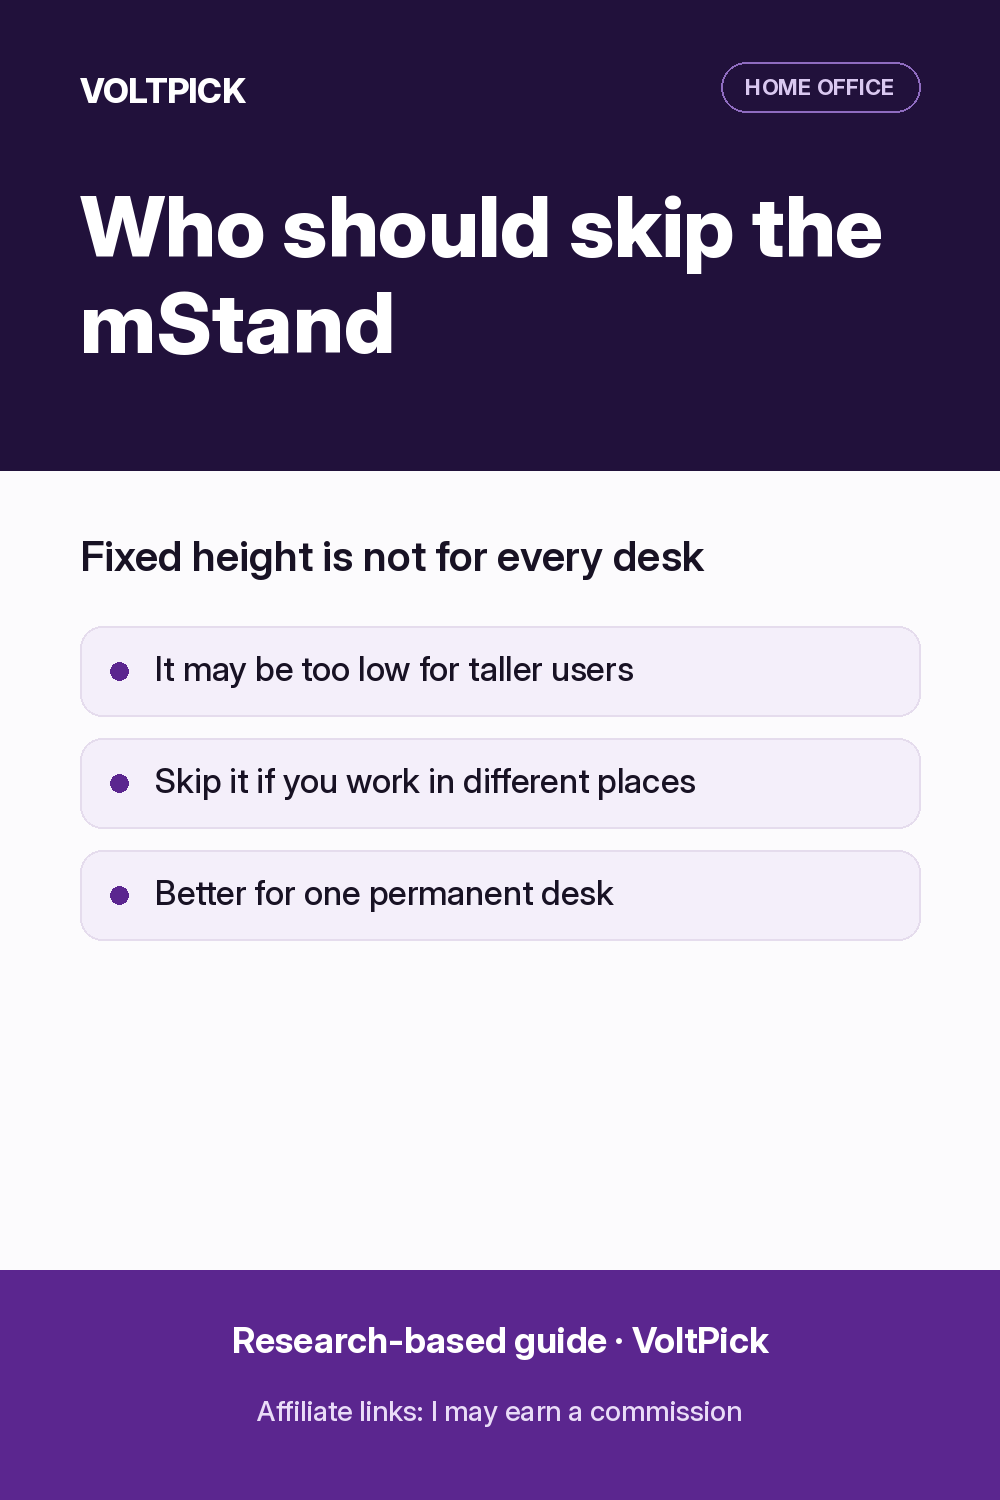 VOLTPICK
HOME OFFICE
Who should skip the
mStand
Fixed height is not for every desk
It may be too low for taller users
Skip it if you work in different places
Better for one permanent desk
Research-based guide · VoltPick
Affiliate links: I may earn a commission